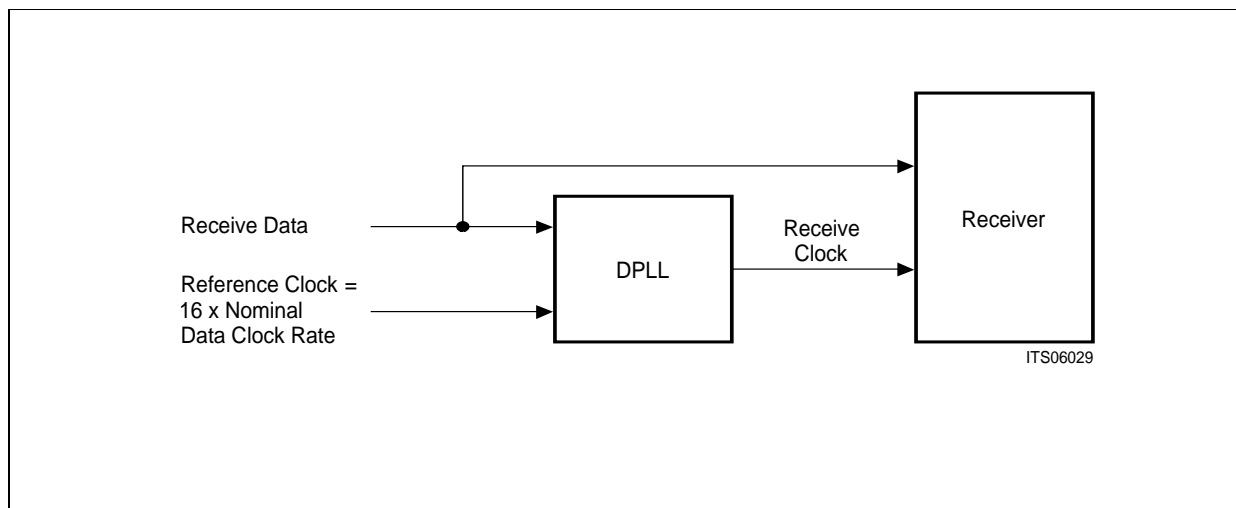 Receive Data
Reference Clock =
16 x Nominal
Data Clock Rate
DPLL
Receive
Clock
Receiver
ITS06029